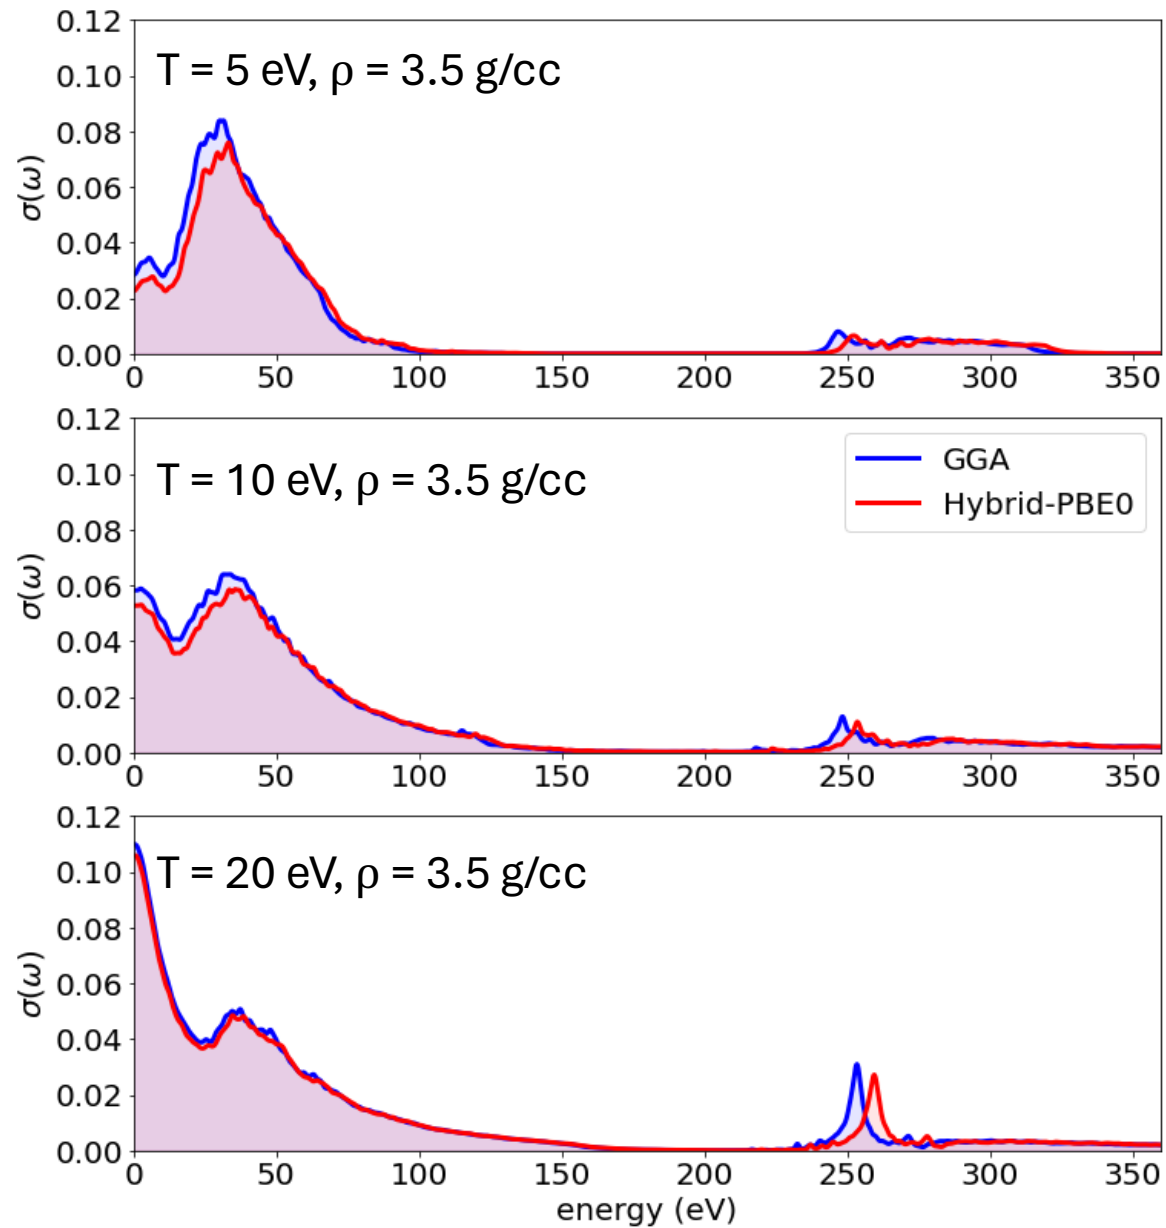 0.12
T = 5 eV, ρ = 3.5 g/cc
0.10
0.08
0.06
0.04
0.02
0.00
σ(ω)
0 50 100 150 200 250 300 350
0.12
GGA
Hybrid-PBE0
T = 10 eV, ρ = 3.5 g/cc
0.10
0.08
0.06
0.04
0.02
0.00
σ(ω)
0 50 100 150 200 250 300 350
0.12
T = 20 eV, ρ = 3.5 g/cc
0.10
0.08
0.06
0.04
0.02
0.00
σ(ω)
0 50 100 150 200 250 300 350
energy (eV)